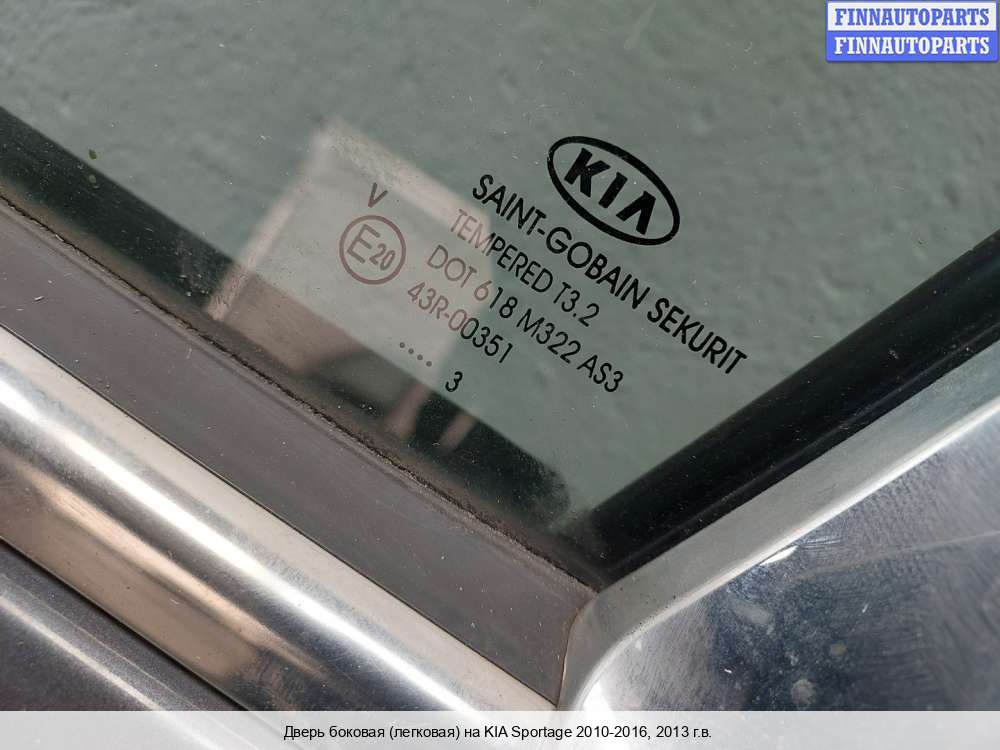 FINNAUTOPARTS
FINNAUTOPARTS
KIA
SAINT-GOBAIN SEKURIT
V
TEMPERED T3.2
E20
DOT 618 M322 AS3
43R-00351
.... 3
Дверь боковая (легковая) на KIA Sportage 2010-2016, 2013 г.в.